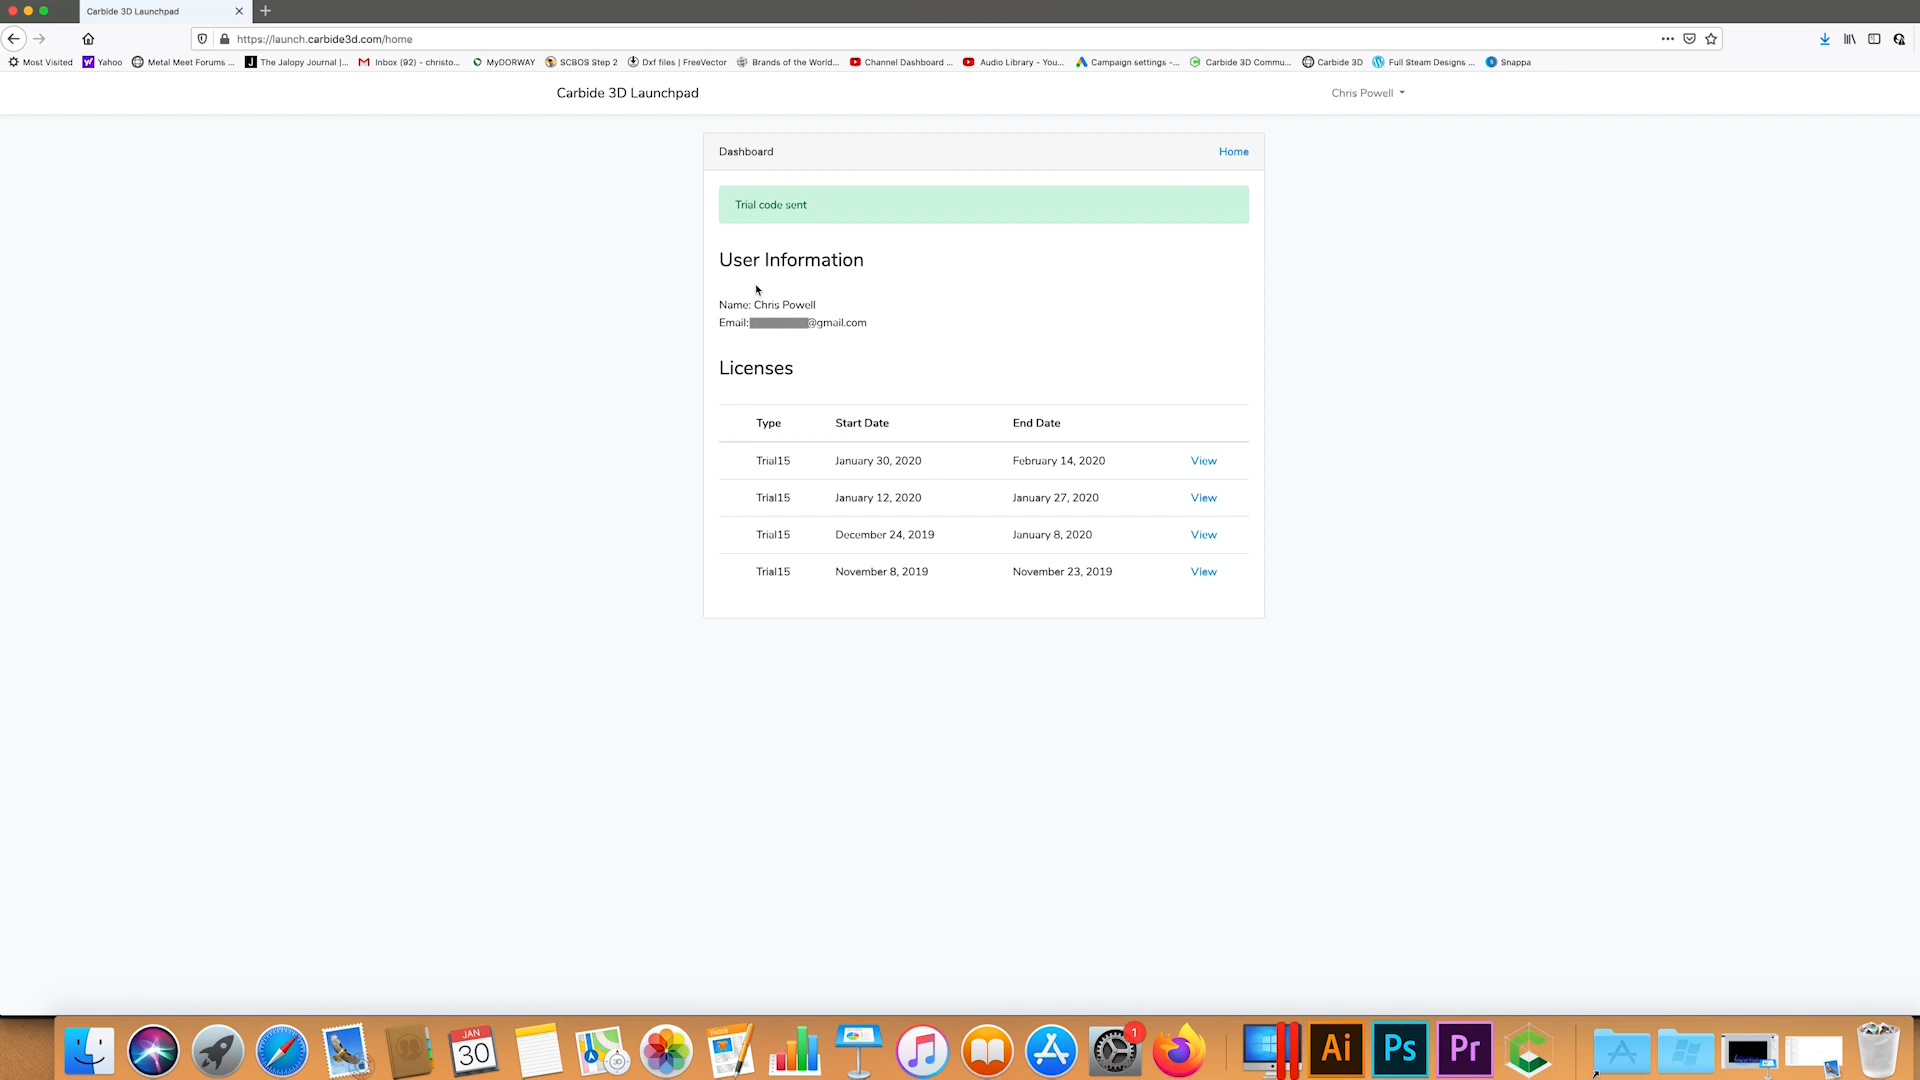 Carbide 3D Launchpad
https://launch.carbide3d.com/home
Most Visited Yahoo Metal Meet Forums ... The Jalopy Journal |... Inbox (92) - christo... MyDORWAY SCBOS Step 2 Dxf files | FreeVector Brands of the World... Channel Dashboard ... Audio Library - You... Campaign settings -... Carbide 3D Commu... Carbide 3D Full Steam Designs ... Snappa
Carbide 3D Launchpad Chris Powell
Dashboard Home
Trial code sent
User Information
Name: Chris Powell
Email: @gmail.com
Licenses
Type Start Date End Date
Trial15 January 30, 2020 February 14, 2020 View
Trial15 January 12, 2020 January 27, 2020 View
Trial15 December 24, 2019 January 8, 2020 View
Trial15 November 8, 2019 November 23, 2019 View
JAN
30
1
Ai Ps Pr